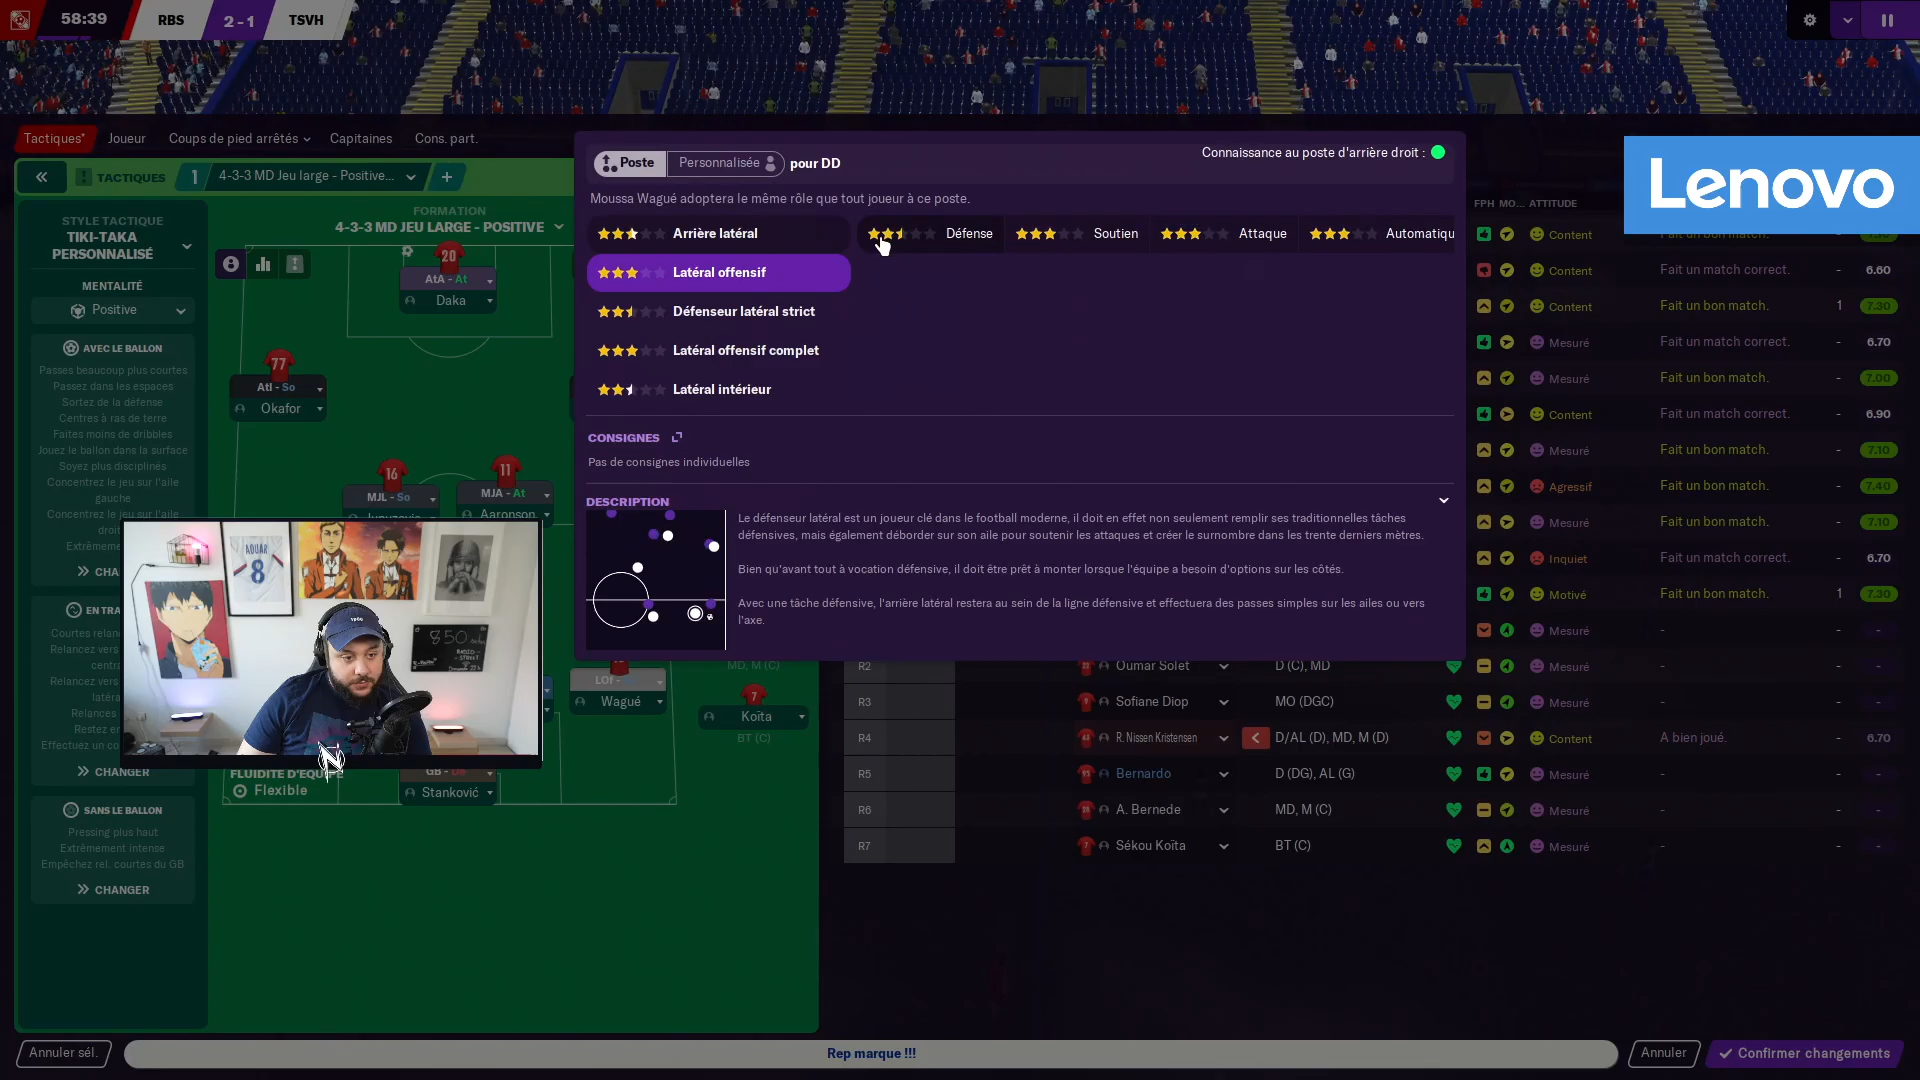 58:39
RBS
2 - 1
TSVH
Tactiques*
Joueur
Coups de pied arrêtés
Capitaines
Cons. part.
TACTIQUES
1
4-3-3 MD Jeu large - Positive...
STYLE TACTIQUE
TIKI-TAKA
PERSONNALISÉ
MENTALITÉ
Positive
AVEC LE BALLON
Passes beaucoup plus courtes
Passez dans les espaces
Sortez de la défense
Centres à ras de terre
Faites moins de dribbles
Jouez le ballon dans la surface
Soyez plus disciplinés
Concentrez le jeu sur l'aile
gauche
Concentrez le jeu sur l'aile
FORMATION
4-3-3 MD JEU LARGE - POSITIVE
20
AtA - At
Daka
77
AtI - So
Okafor
16
MJL - So
11
MJA - At
Aaronson
AOUAR
8
850
Wagué
MD, M (C)
7
Koïta
BT (C)
CHANGER
FLUIDITÉ D'ÉQUIPE
Flexible
GB - Dé
Stanković
SANS LE BALLON
Pressing plus haut
Extrêmement intense
Empêchez rel. courtes du GB
CHANGER
Poste
Personnalisée
pour DD
Connaissance au poste d'arrière droit :
Moussa Wagué adoptera le même rôle que tout joueur à ce poste.
Arrière latéral
Défense
Soutien
Attaque
Automatiqu
Latéral offensif
Défenseur latéral strict
Latéral offensif complet
Latéral intérieur
CONSIGNES
Pas de consignes individuelles
DESCRIPTION
Le défenseur latéral est un joueur clé dans le football moderne, il doit en effet non seulement remplir ses traditionnelles tâches
défensives, mais également déborder sur son aile pour soutenir les attaques et créer le surnombre dans les trente derniers mètres.
Bien qu'avant tout à vocation défensive, il doit être prêt à monter lorsque l'équipe a besoin d'options sur les côtés.
Avec une tâche défensive, l'arrière latéral restera au sein de la ligne défensive et effectuera des passes simples sur les ailes ou vers
l'axe.
Lenovo
FPH MO... ATTITUDE
Content
Content Fait un match correct. - 6.60
Content Fait un bon match. 1 7.30
Mesuré Fait un match correct. - 6.70
Mesuré Fait un bon match. - 7.00
Content Fait un match correct. - 6.90
Mesuré Fait un bon match. - 7.10
Agressif Fait un bon match. - 7.40
Mesuré Fait un bon match. - 7.10
Inquiet Fait un match correct. - 6.70
Motivé Fait un bon match. 1 7.30
Mesuré - - -
R2 Oumar Solet D (C), MD Mesuré - - -
R3 Sofiane Diop MO (DGC) Mesuré - - -
R4 R. Nissen Kristensen D/AL (D), MD, M (D) Content A bien joué. - 6.70
R5 Bernardo D (DG), AL (G) Mesuré - - -
R6 A. Bernede MD, M (C) Mesuré - - -
R7 Sékou Koïta BT (C) Mesuré - - -
Annuler sél.
Rep marque !!!
Annuler
Confirmer changements